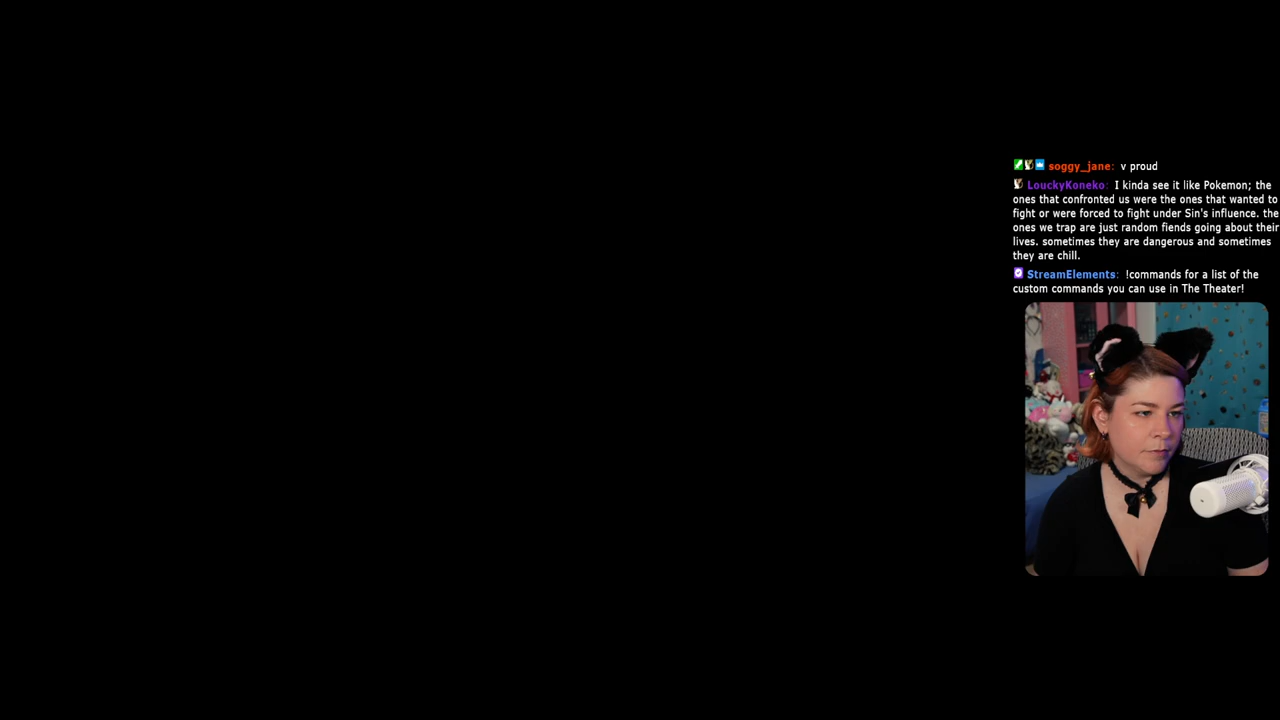 soggy_jane: v proud
LouckyKoneko: I kinda see it like Pokemon; the
ones that confronted us were the ones that wanted to
fight or were forced to fight under Sin's influence. the
ones we trap are just random fiends going about their
lives. sometimes they are dangerous and sometimes
they are chill.
StreamElements: !commands for a list of the
custom commands you can use in The Theater!